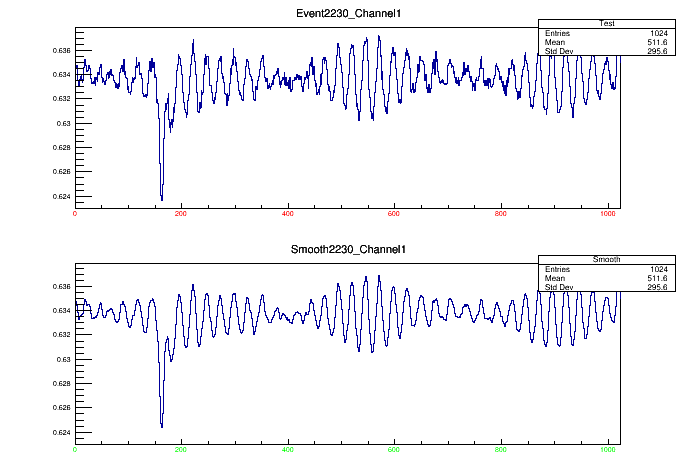 Event2230_Channel1
Test
Entries 1024
Mean 511.6
Std Dev 295.6
0.636
0.634
0.632
0.63
0.628
0.626
0.624
0 200 400 600 800 1000
Smooth2230_Channel1
Smooth
Entries 1024
Mean 511.6
Std Dev 295.6
0.636
0.634
0.632
0.63
0.628
0.626
0.624
0 200 400 600 800 1000